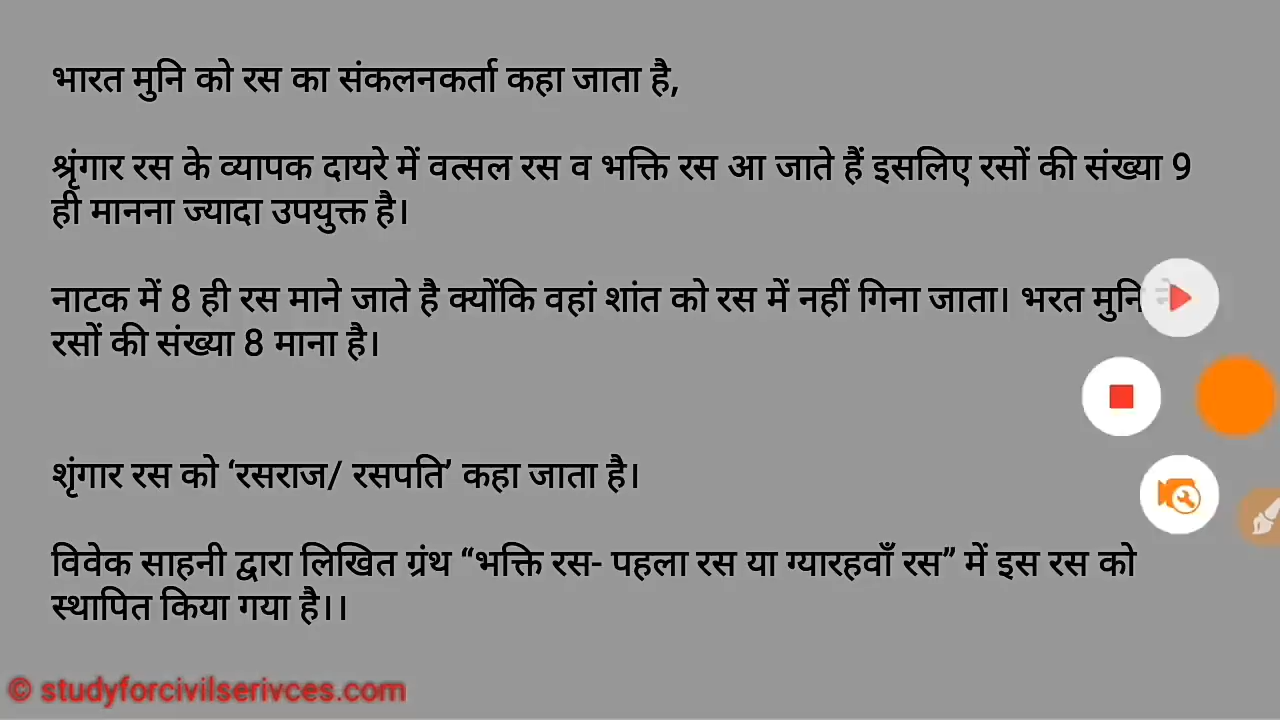 भारत मुनि को रस का संकलनकर्ता कहा जाता है,
श्रृंगार रस के व्यापक दायरे में वत्सल रस व भक्ति रस आ जाते हैं इसलिए रसों की संख्या 9
ही मानना ज्यादा उपयुक्त है।
नाटक में 8 ही रस माने जाते है क्योंकि वहां शांत को रस में नहीं गिना जाता। भरत मुनि
रसों की संख्या 8 माना है।
शृंगार रस को ‘रसराज/ रसपति’ कहा जाता है।
विवेक साहनी द्वारा लिखित ग्रंथ “भक्ति रस- पहला रस या ग्यारहवाँ रस” में इस रस को
स्थापित किया गया है।।
© studyforcivilserivces.com